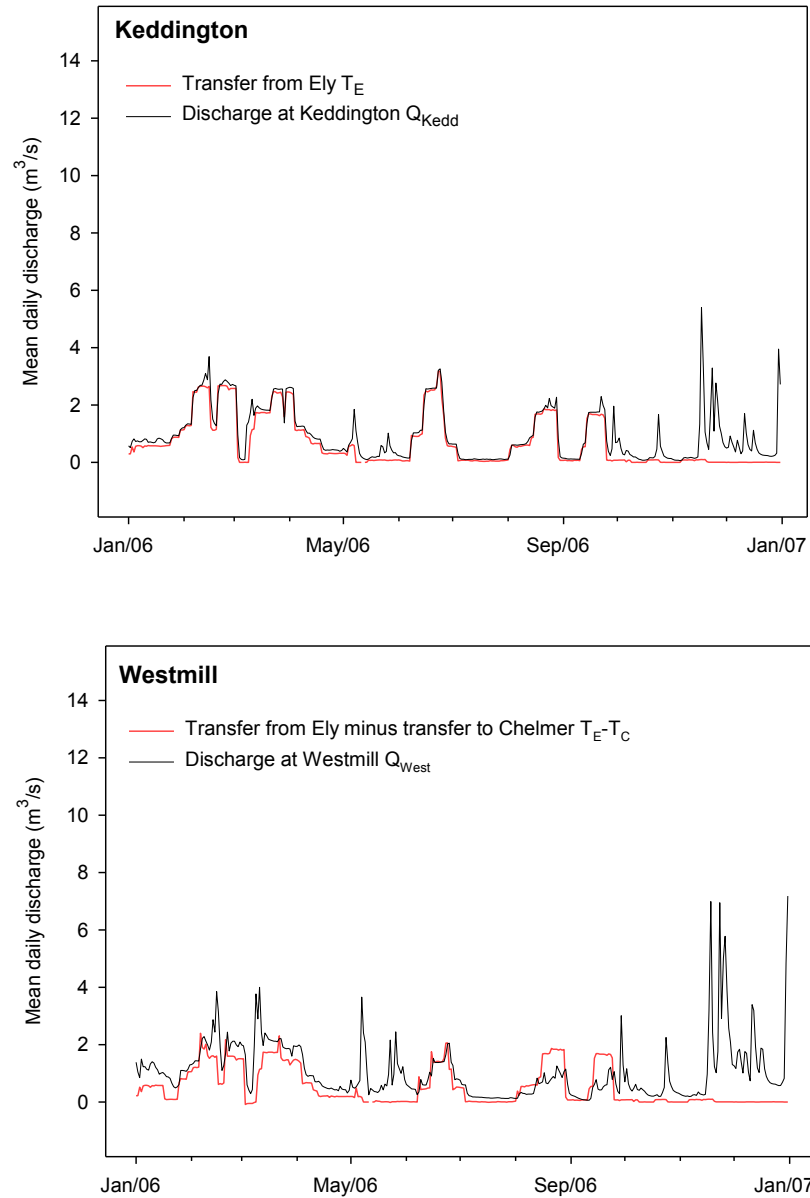 Keddington
Transfer from Ely T_E
Discharge at Keddington Q_Kedd
Mean daily discharge (m³/s)
14
12
10
8
6
4
2
0
Jan/06 May/06 Sep/06 Jan/07
Westmill
Transfer from Ely minus transfer to Chelmer T_E-T_C
Discharge at Westmill Q_West
Mean daily discharge (m³/s)
14
12
10
8
6
4
2
0
Jan/06 May/06 Sep/06 Jan/07